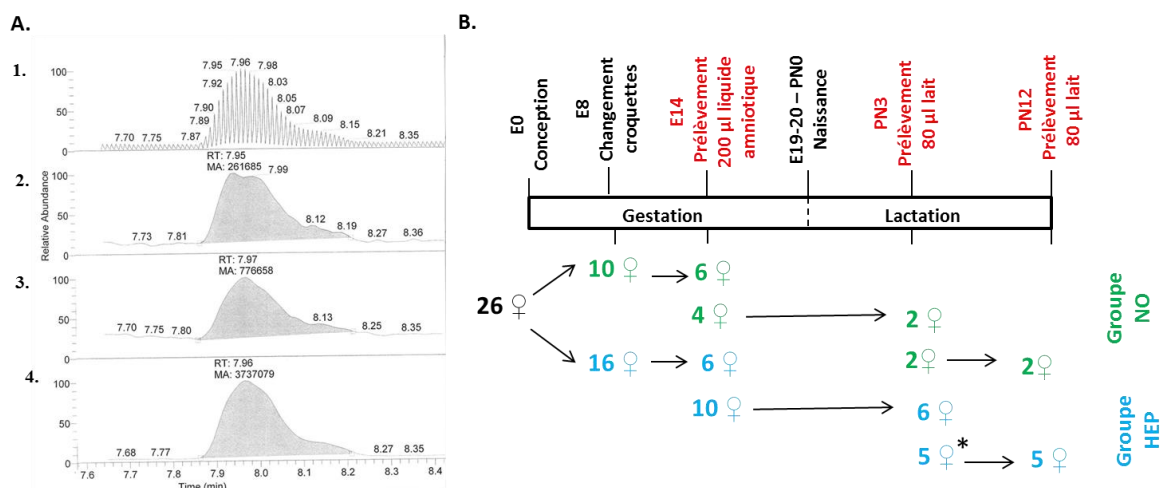 A.
1.
100
50
0
7.70
7.75
7.87
7.89
7.90
7.92
7.95
7.96
7.98
8.03
8.05
8.07
8.09
8.15
8.21
8.35
2.
RT: 7.95
MA: 261685
100
50
0
7.73
7.81
7.99
8.12
8.19
8.27
8.36
Relative Abundance
3.
RT: 7.97
MA: 776658
100
50
0
7.70
7.75
7.80
8.13
8.25
8.35
4.
RT: 7.96
MA: 3737079
100
50
0
7.68
7.77
8.27
8.35
7.6
7.7
7.8
7.9
8.0
8.1
8.2
8.3
8.4
Time (min)
B.
E0
Conception
E8
Changement
croquettes
E14
Prélèvement
200 µl liquide
amniotique
E19-20 – PN0
Naissance
PN3
Prélèvement
80 µl lait
PN12
Prélèvement
80 µl lait
Gestation
Lactation
26 ♀
10 ♀
6 ♀
4 ♀
2 ♀
2 ♀
2 ♀
Groupe
NO
16 ♀
6 ♀
10 ♀
6 ♀
5 ♀ *
5 ♀
Groupe
HEP